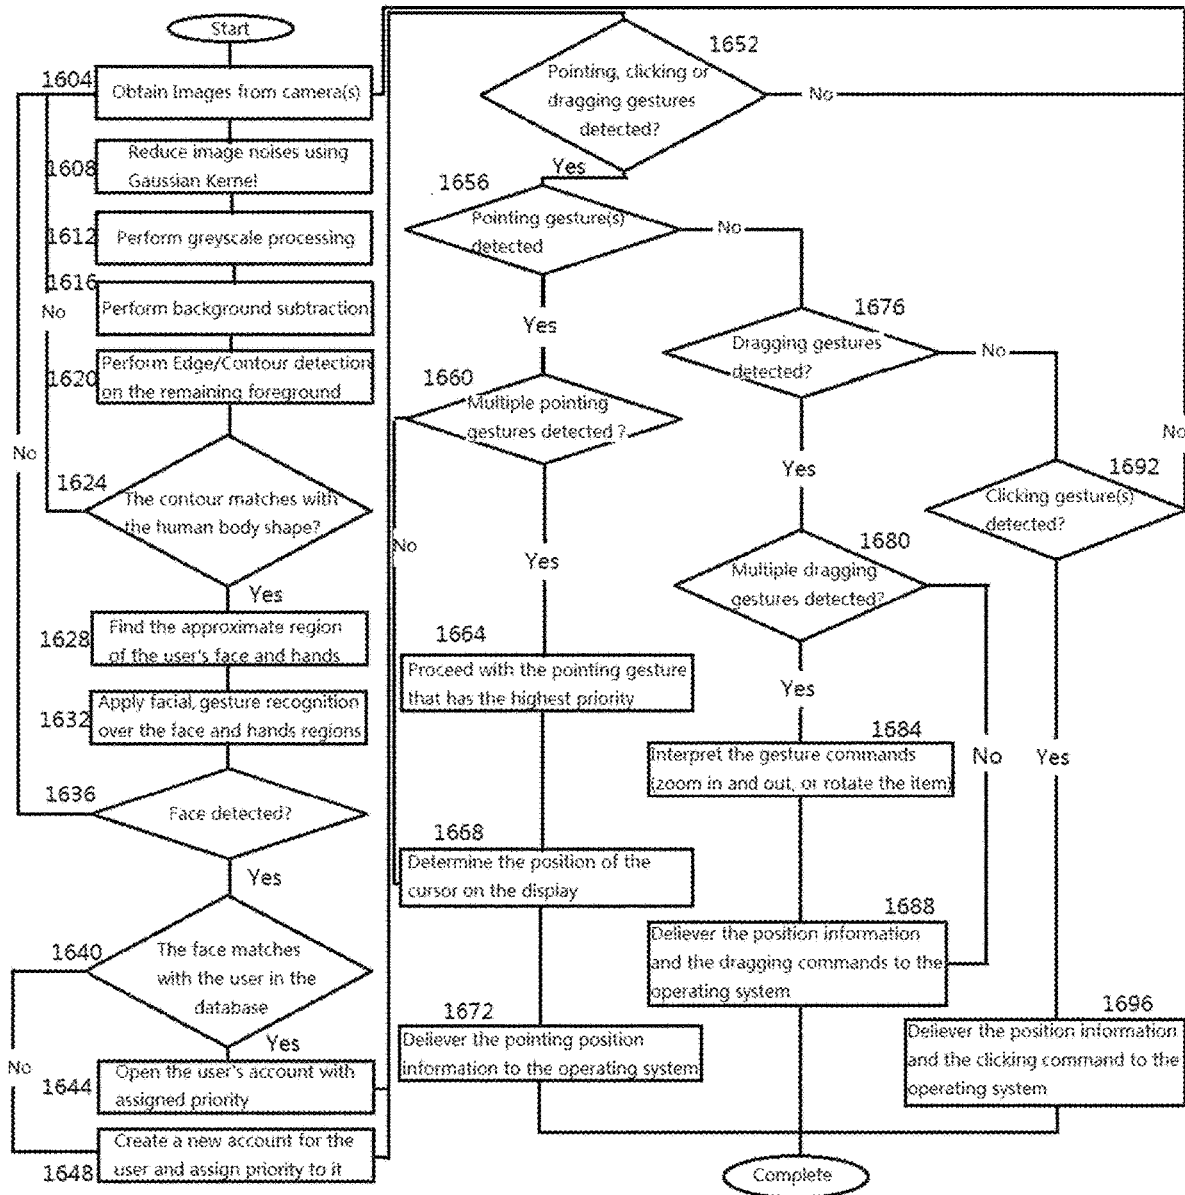 Start
1604
Obtain Images from camera(s)
1608
Reduce image noises using
Gaussian Kernel
1612
Perform greyscale processing
1616
Perform background subtraction
No
1620
Perform Edge/Contour detection
on the remaining foreground
No
1624
The contour matches with
the human body shape?
Yes
1628
Find the approximate region
of the user's face and hands
1632
Apply facial, gesture recognition
over the face and hands regions
1636
Face detected?
Yes
1640
The face matches
with the user in the
database
Yes
No
1644
Open the user's account with
assigned priority
1648
Create a new account for the
user and assign priority to it
1652
Pointing, clicking or
dragging gestures
detected?
No
Yes
1656
Pointing gesture(s)
detected
No
Yes
1660
Multiple pointing
gestures detected ?
No
Yes
1664
Proceed with the pointing gesture
that has the highest priority
1668
Determine the position of the
cursor on the display
1672
Deliever the pointing position
information to the operating system
1676
Dragging gestures
detected?
No
Yes
1680
Multiple dragging
gestures detected?
Yes
No
1684
Interpret the gesture commands
(zoom in and out, or rotate the item)
1688
Deliever the position information
and the dragging commands to the
operating system
No
1692
Clicking gesture(s)
detected?
Yes
1696
Deliever the position information
and the clicking command to the
operating system
Complete